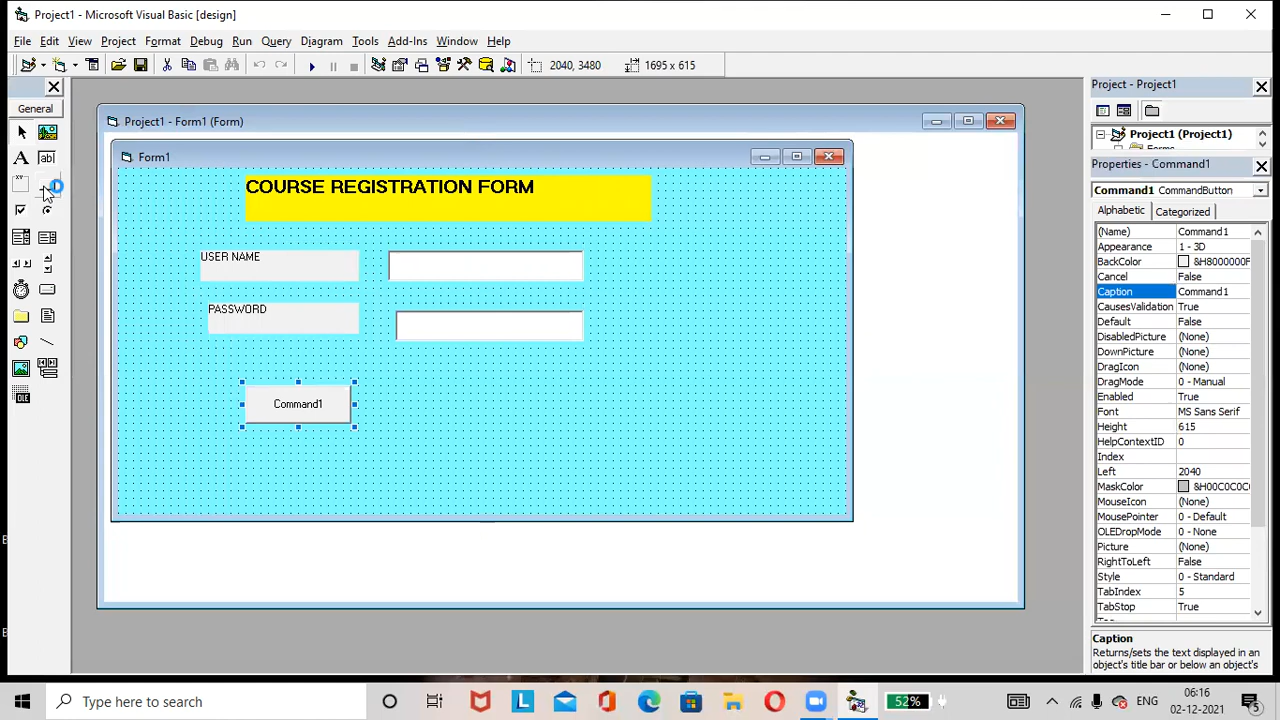 Project1 - Microsoft Visual Basic [design]
File Edit View Project Format Debug Run Query Diagram Tools Add-Ins Window Help
2040, 3480 1695 x 615
General
A ab|
xy
OLE
Project1 - Form1 (Form)
Form1
COURSE REGISTRATION FORM
USER NAME
PASSWORD
Command1
Project - Project1
Project1 (Project1)
Forms
Properties - Command1
Command1 CommandButton
Alphabetic Categorized
(Name) Command1
Appearance 1 - 3D
BackColor &H8000000F
Cancel False
Caption Command1
CausesValidation True
Default False
DisabledPicture (None)
DownPicture (None)
DragIcon (None)
DragMode 0 - Manual
Enabled True
Font MS Sans Serif
Height 615
HelpContextID 0
Index
Left 2040
MaskColor &H00C0C0C
MouseIcon (None)
MousePointer 0 - Default
OLEDropMode 0 - None
Picture (None)
RightToLeft False
Style 0 - Standard
TabIndex 5
TabStop True
Caption
Returns/sets the text displayed in an
object's title bar or below an object's
Type here to search
L
52%
ENG
06:16
02-12-2021
5